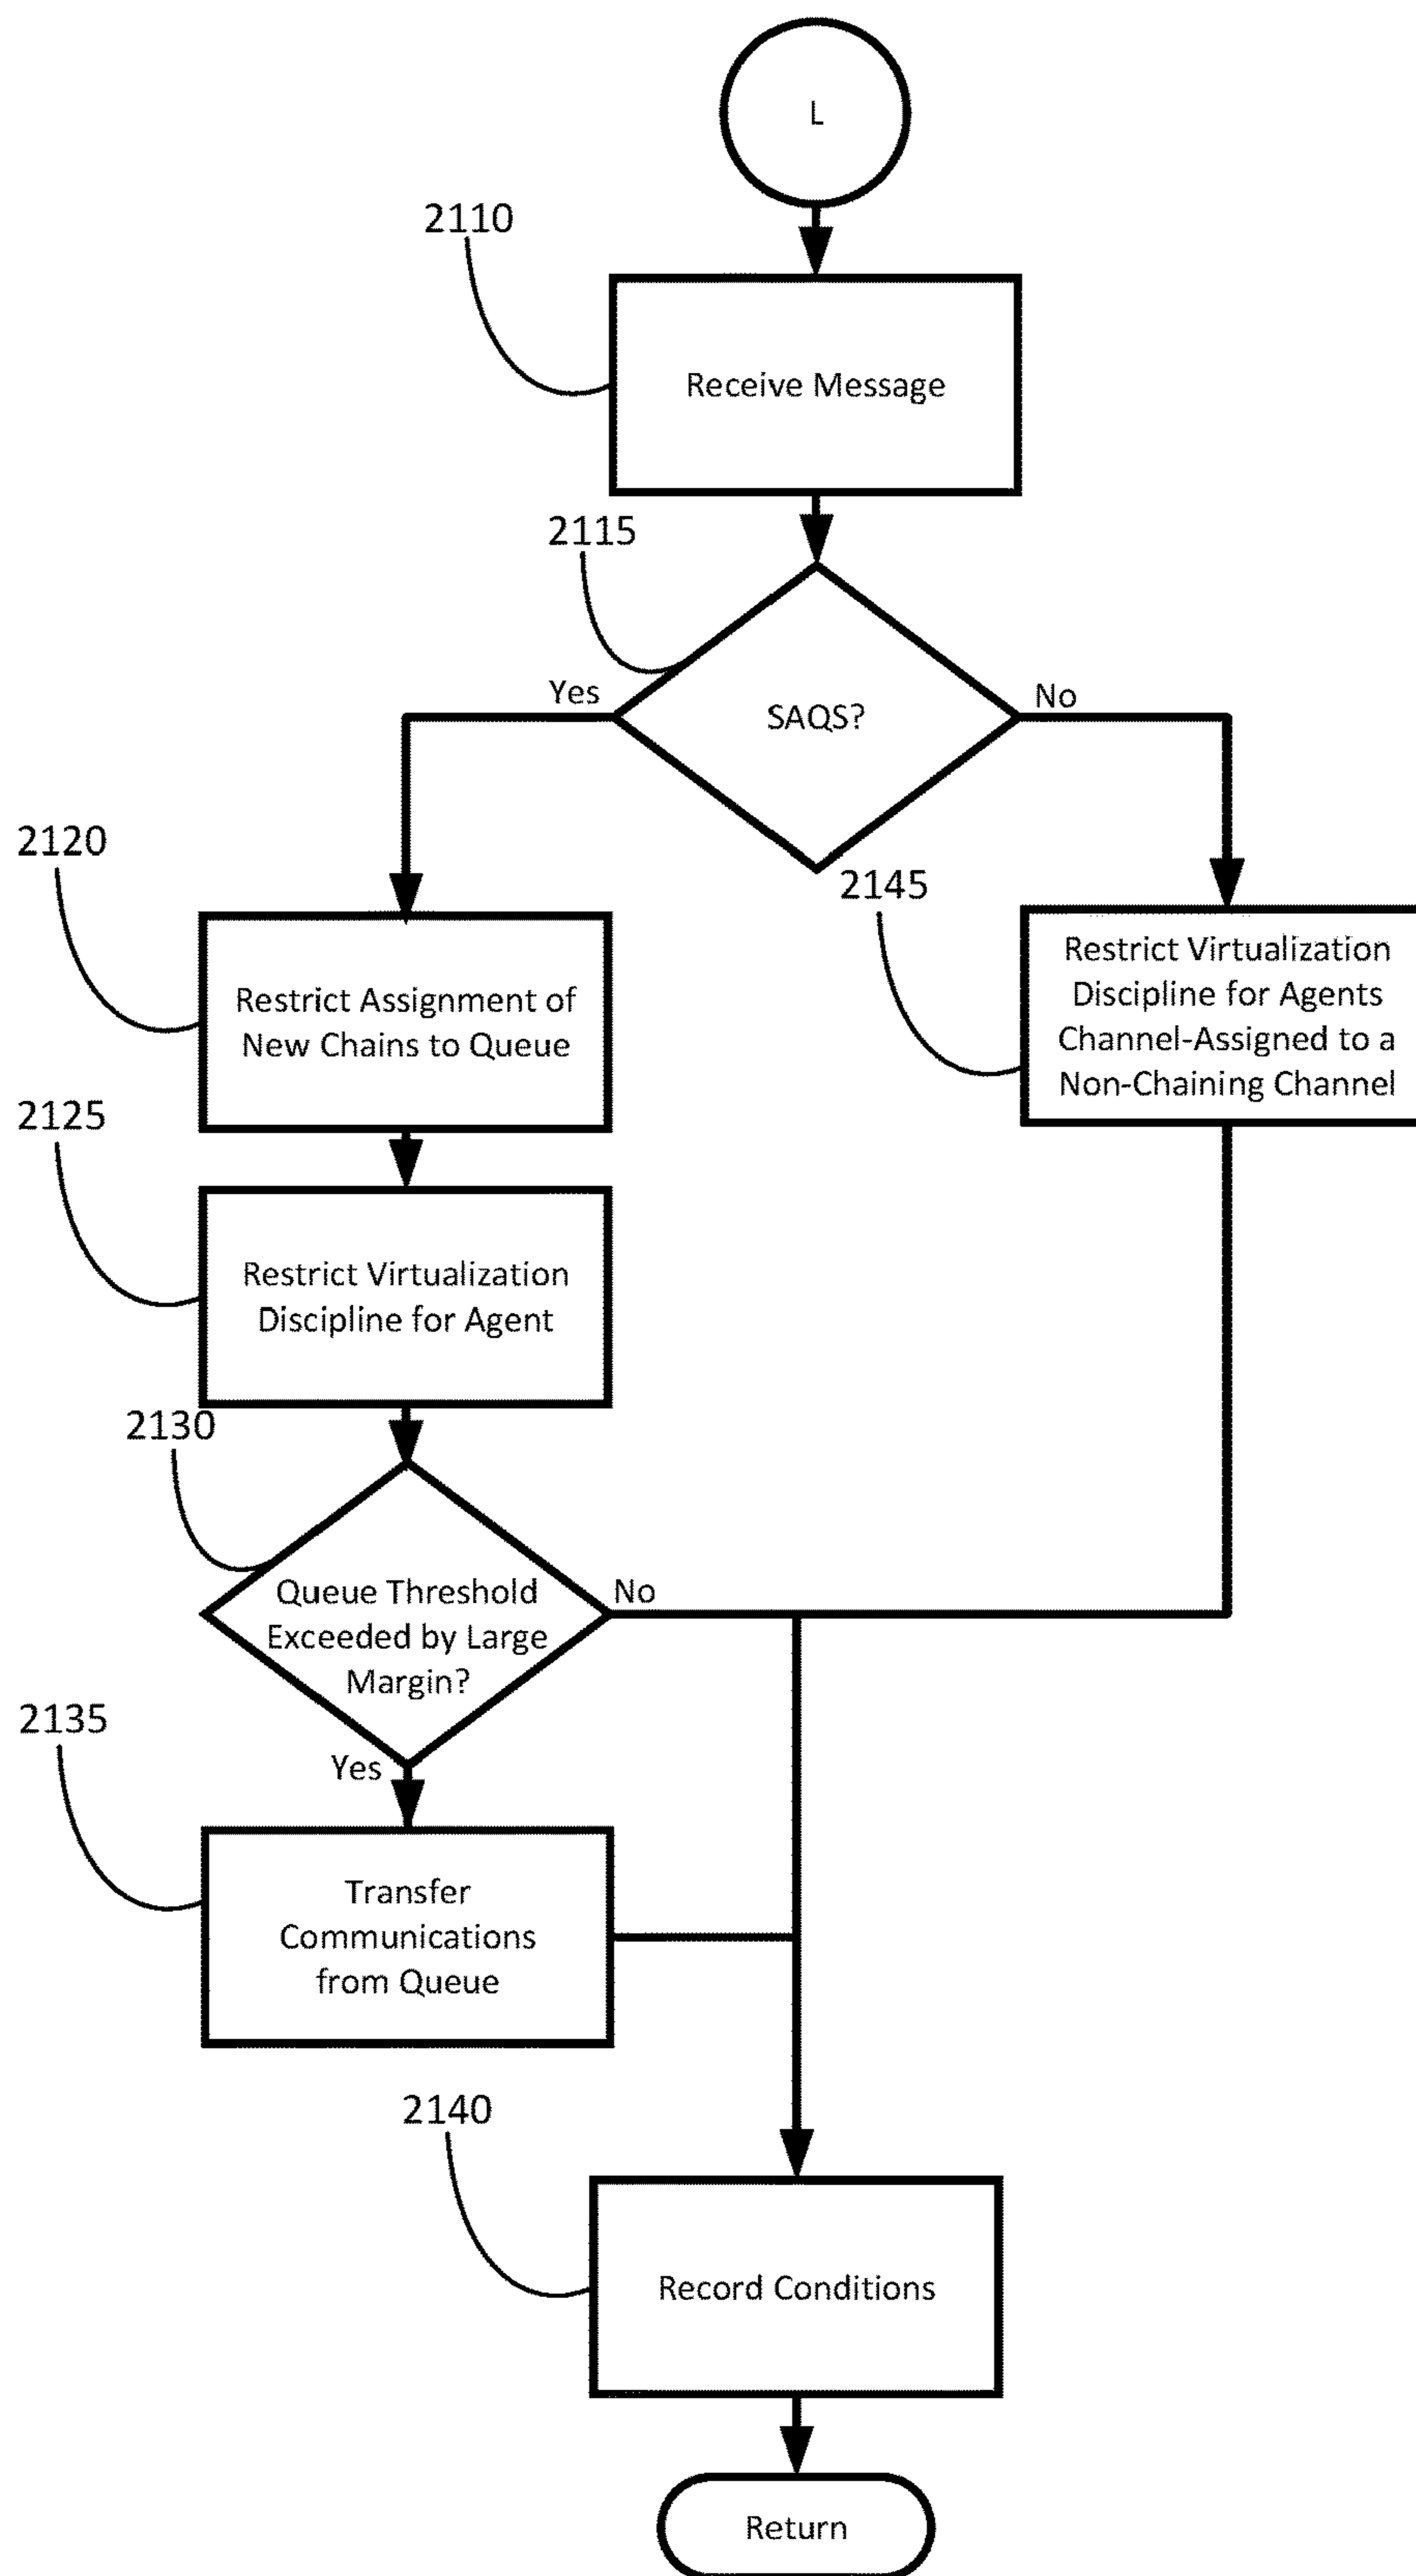 L
2110
Receive Message
2115
Yes
No
SAQS?
2120
2145
Restrict Virtualization
Discipline for Agents
Channel-Assigned to a
Non-Chaining Channel
Restrict Assignment of
New Chains to Queue
2125
Restrict Virtualization
Discipline for Agent
2130
Queue Threshold
Exceeded by Large
Margin?
No
2135
Yes
Transfer
Communications
from Queue
2140
Record Conditions
Return